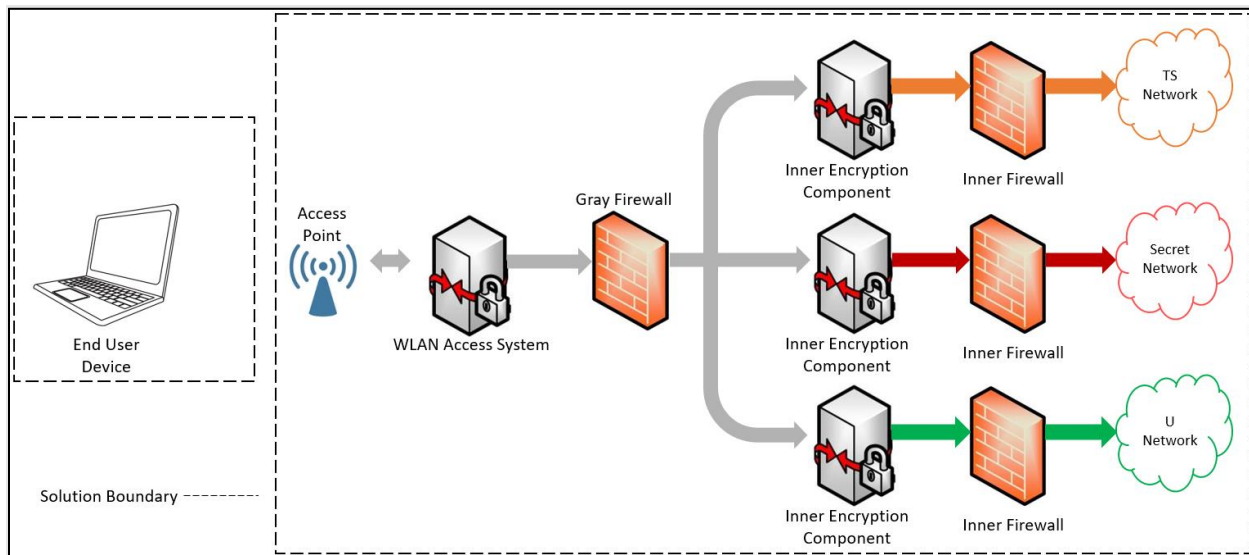 End User
Device
Solution Boundary
Access
Point
WLAN Access System
Gray Firewall
Inner Encryption
Component
Inner Firewall
TS
Network
Inner Encryption
Component
Inner Firewall
Secret
Network
Inner Encryption
Component
Inner Firewall
U
Network